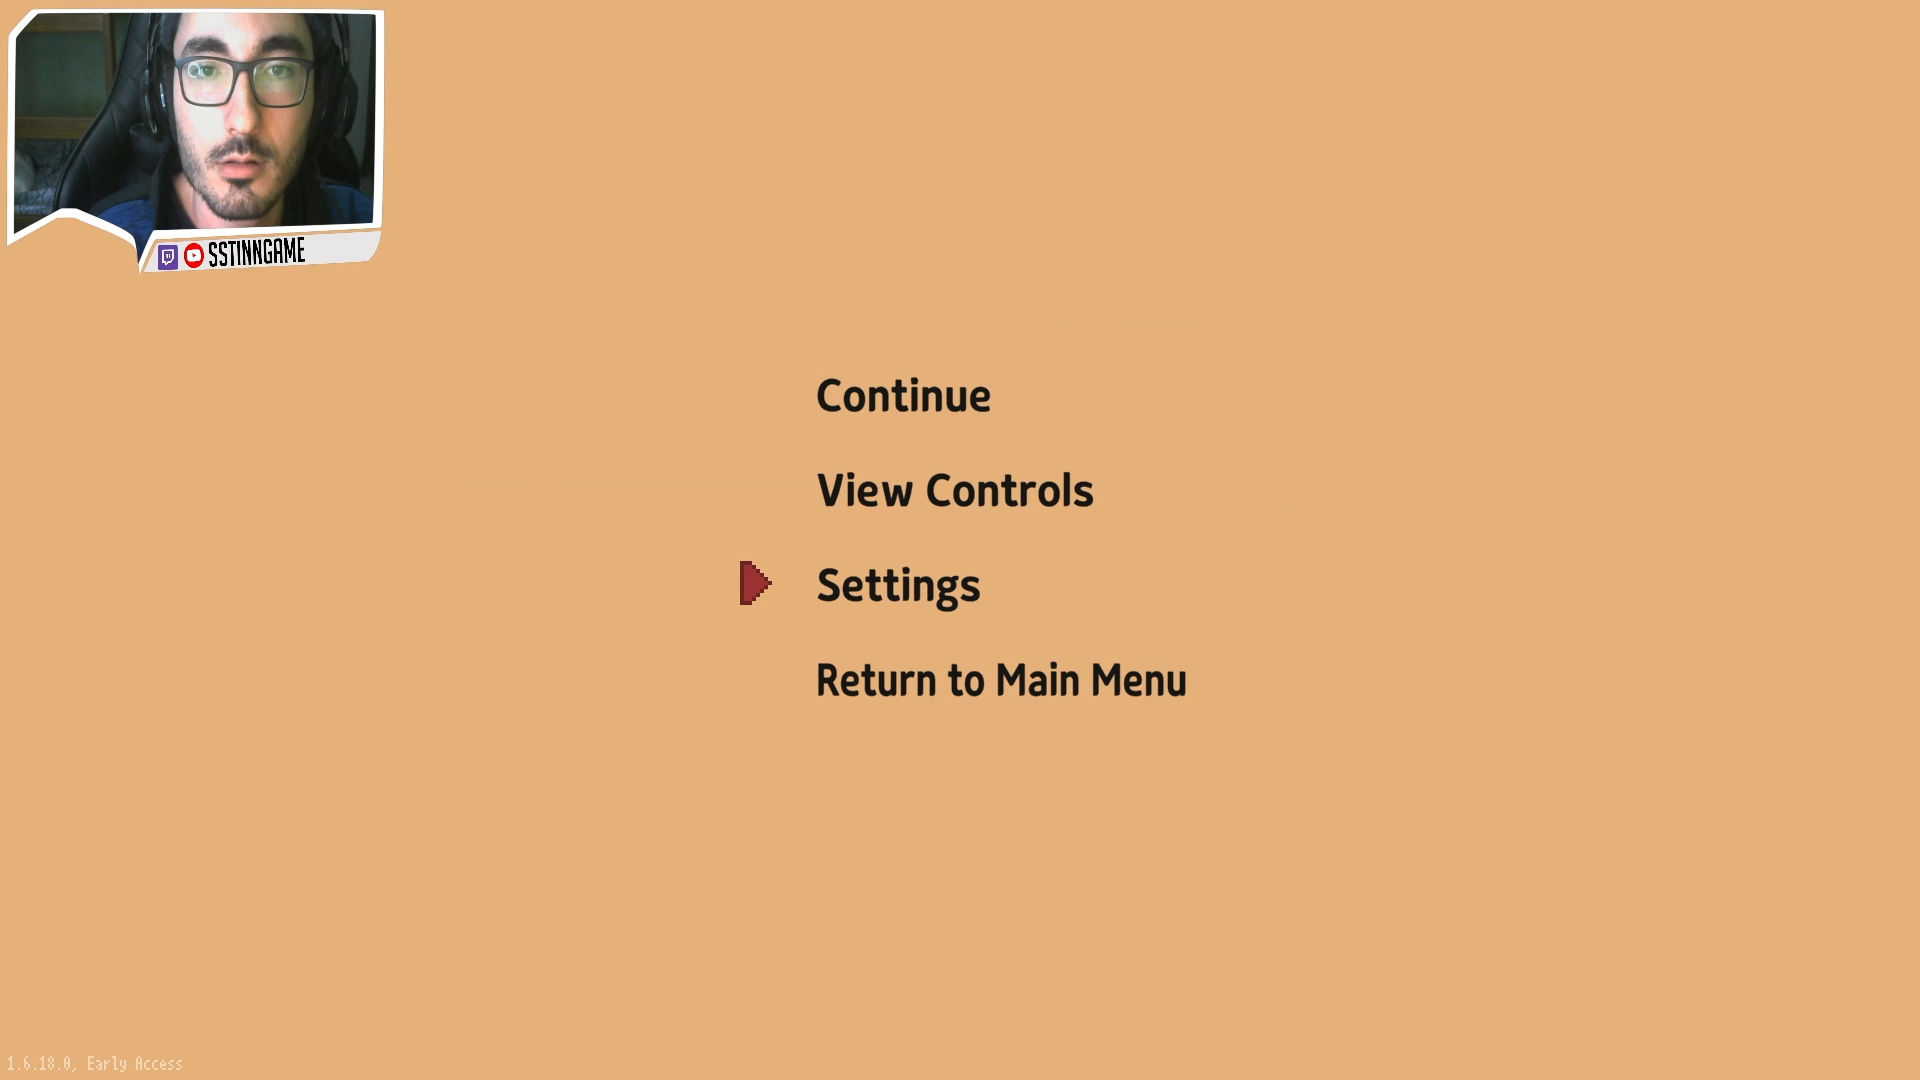 SSTINNGAME
Continue
View Controls
Settings
Return to Main Menu
1.6.18.0, Early Access